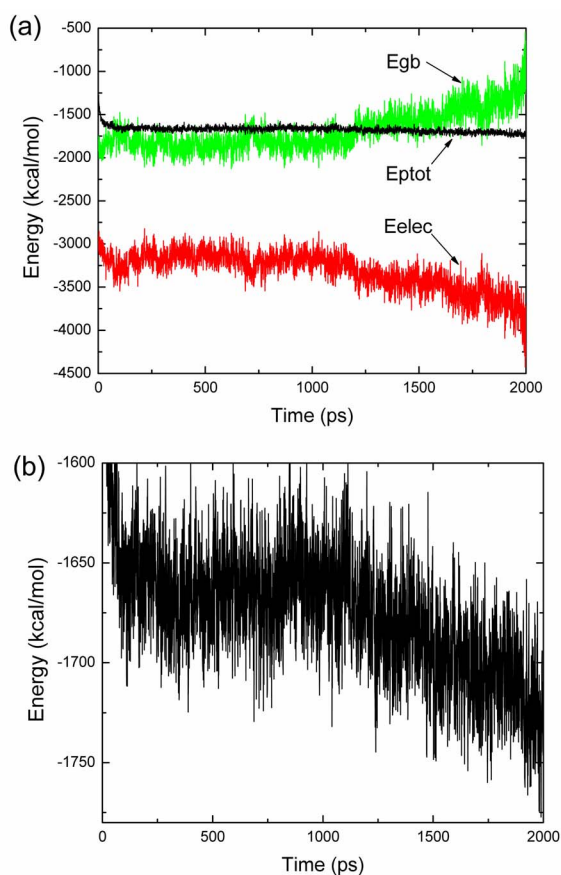 (a)
-500
-1000
-1500
-2000
-2500
-3000
-3500
-4000
-4500
Energy (kcal/mol)
Egb
Eptot
Eelec
0 500 1000 1500 2000
Time (ps)
(b)
-1600
-1650
-1700
-1750
Energy (kcal/mol)
0 500 1000 1500 2000
Time (ps)